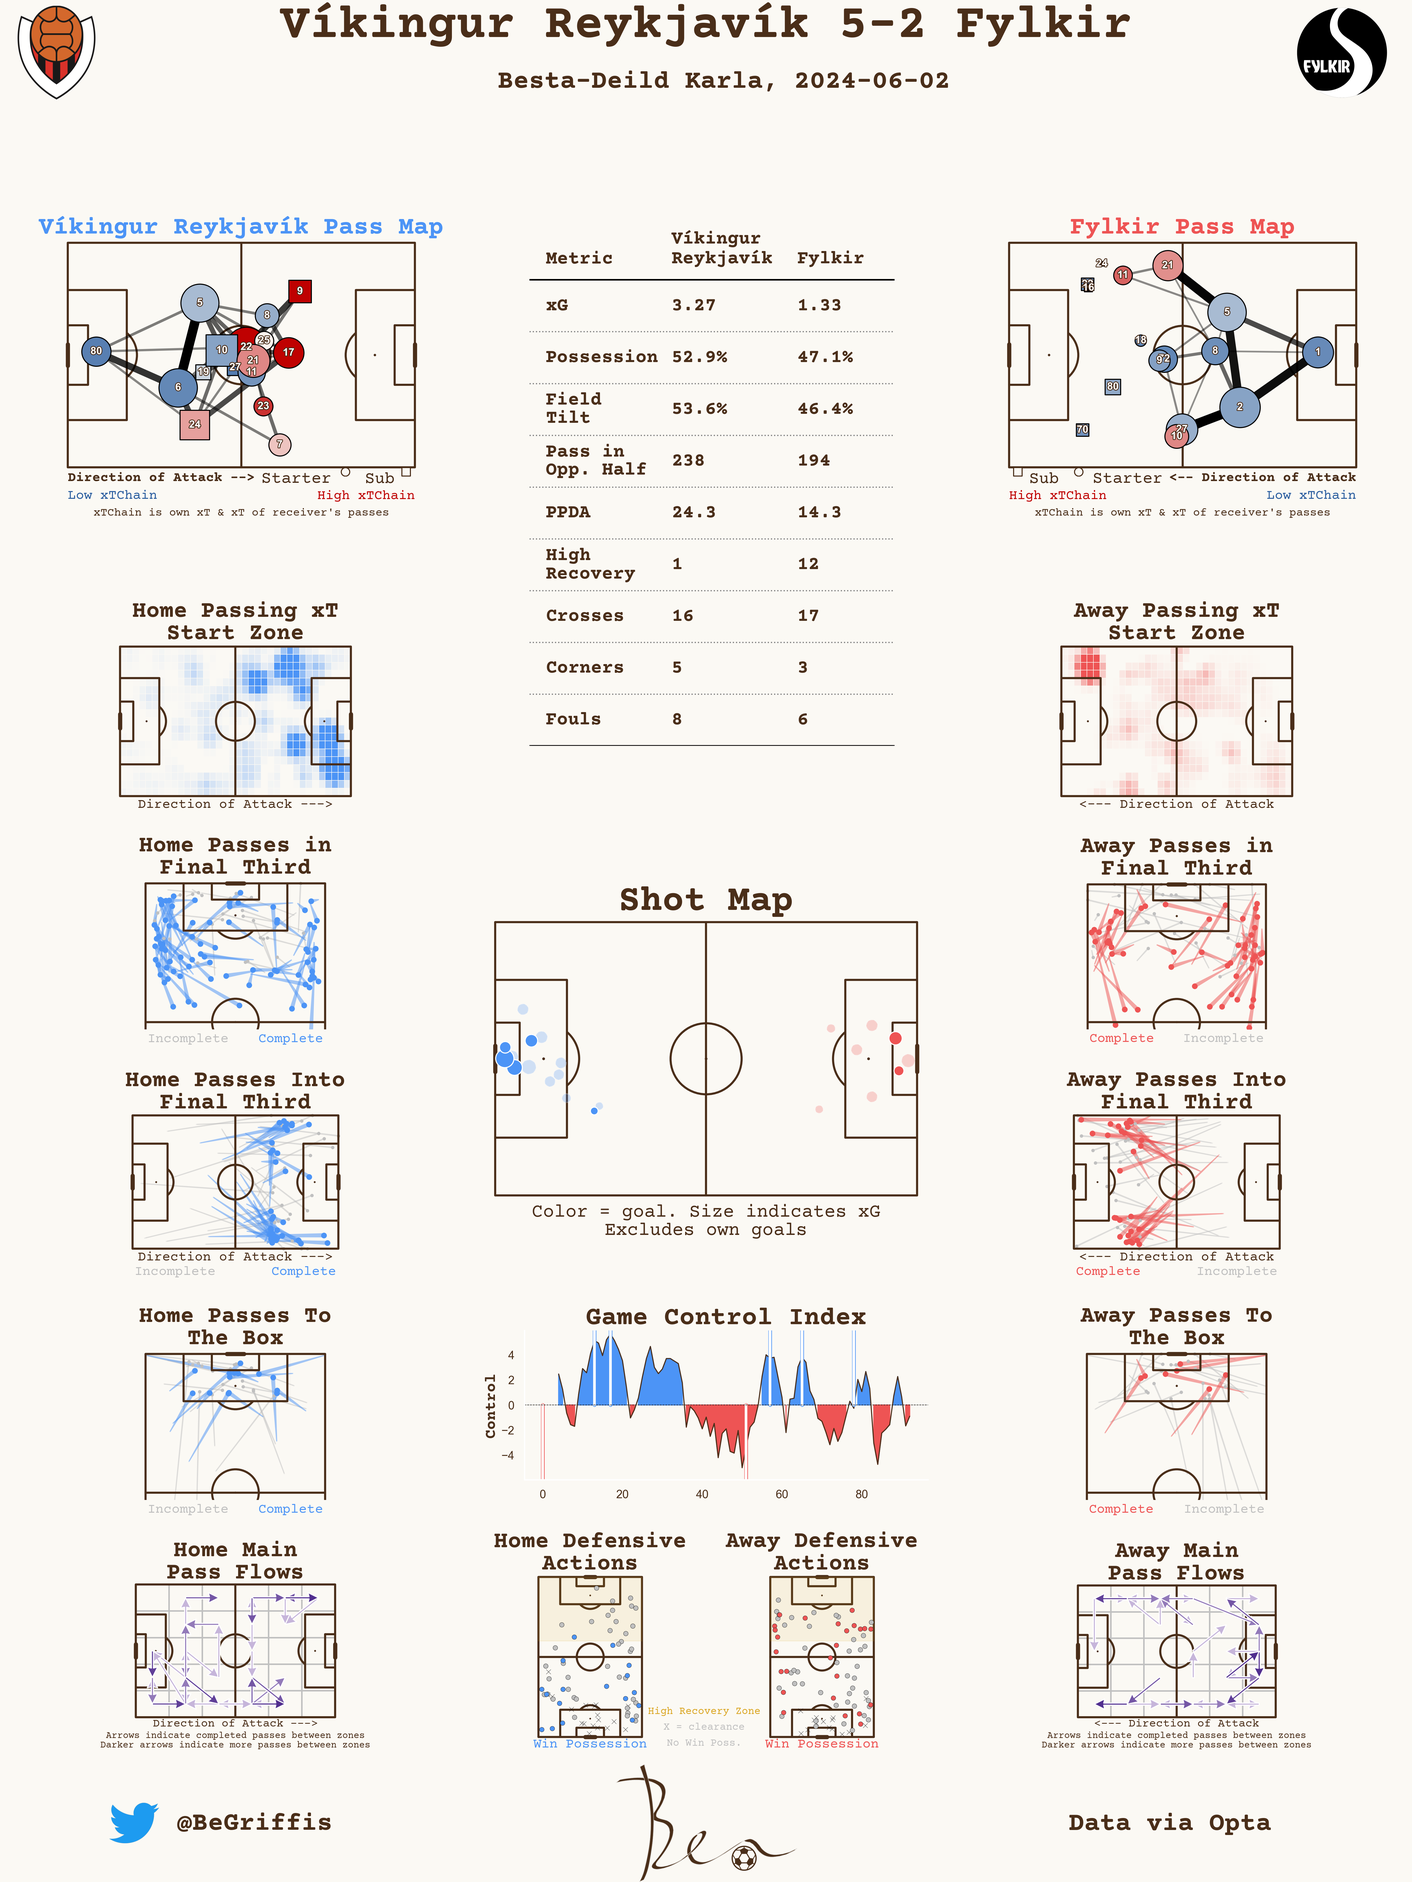 Víkingur Reykjavík 5-2 Fylkir
Besta-Deild Karla, 2024-06-02
FYLKIR
Víkingur Reykjavík Pass Map
5
9
8
80
10
22
25
17
21
19
27
11
6
24
23
7
Direction of Attack --> Starter Sub
Low xTChain High xTChain
xTChain is own xT & xT of receiver's passes
Metric Víkingur Reykjavík Fylkir
xG 3.27 1.33
Possession 52.9% 47.1%
Field Tilt 53.6% 46.4%
Pass in Opp. Half 238 194
PPDA 24.3 14.3
High Recovery 1 12
Crosses 16 17
Corners 5 3
Fouls 8 6
Fylkir Pass Map
24
21
11
16
5
18
8
1
9
80
2
70
27
10
Sub Starter <-- Direction of Attack
High xTChain Low xTChain
xTChain is own xT & xT of receiver's passes
Home Passing xT
Start Zone
Direction of Attack --->
Away Passing xT
Start Zone
<--- Direction of Attack
Home Passes in
Final Third
Incomplete Complete
Away Passes in
Final Third
Complete Incomplete
Shot Map
Color = goal. Size indicates xG
Excludes own goals
Home Passes Into
Final Third
Direction of Attack --->
Incomplete Complete
Away Passes Into
Final Third
<--- Direction of Attack
Complete Incomplete
Home Passes To
The Box
Incomplete Complete
Game Control Index
Control
4
2
0
−2
−4
0 20 40 60 80
Away Passes To
The Box
Complete Incomplete
Home Main
Pass Flows
Direction of Attack --->
Arrows indicate completed passes between zones
Darker arrows indicate more passes between zones
Home Defensive
Actions
Win Possession
High Recovery Zone
X = clearance
No Win Poss.
Away Defensive
Actions
Win Possession
Away Main
Pass Flows
<--- Direction of Attack
Arrows indicate completed passes between zones
Darker arrows indicate more passes between zones
@BeGriffis
Ben
Data via Opta